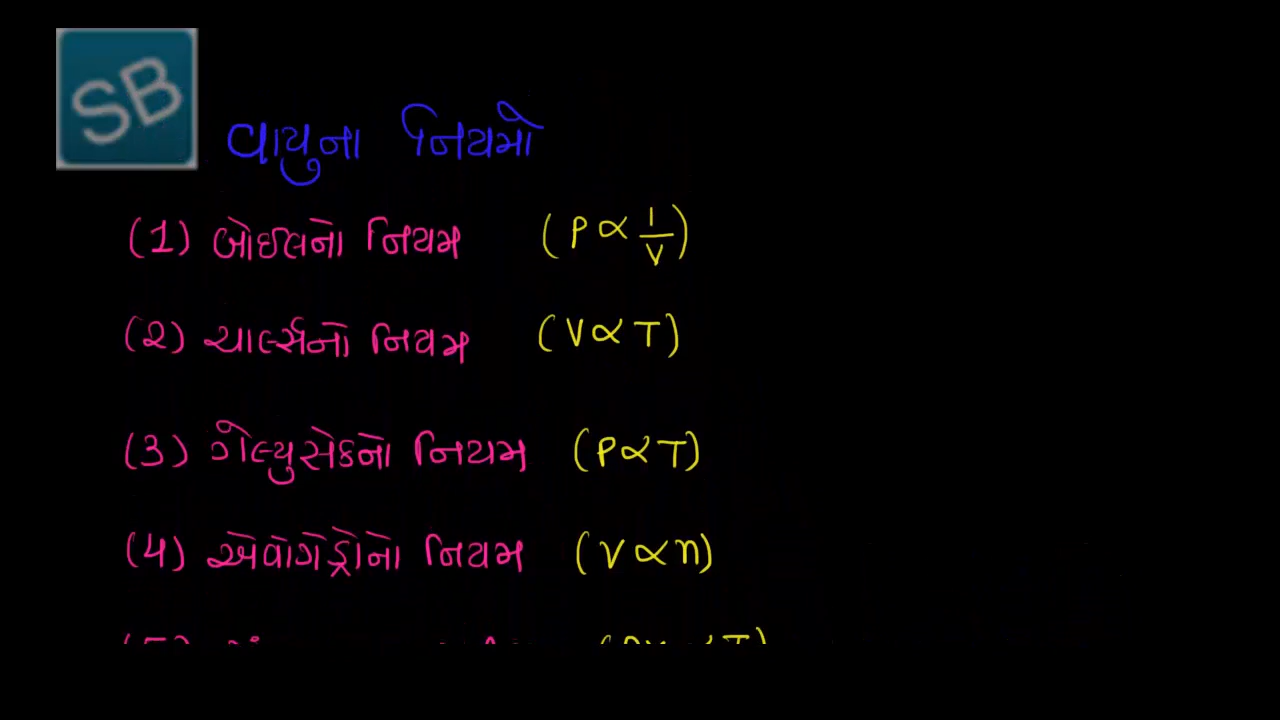 SB
વાયુના નિયમો
(1) બોઈલનો નિયમ (P ∝ 1/V)
(2) ચાર્લ્સનો નિયમ (V ∝ T)
(3) ગેલ્યુસેકનો નિયમ (P ∝ T)
(4) એવોગેડ્રોનો નિયમ (V ∝ n)